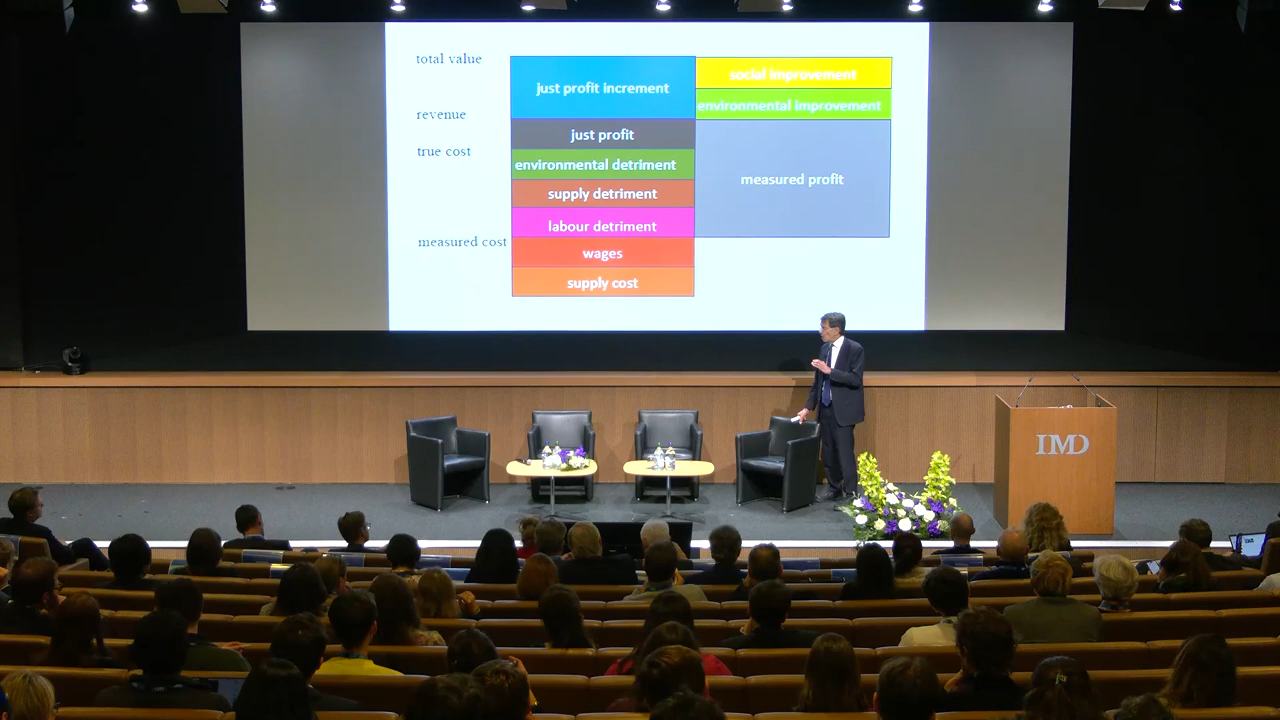 total value
just profit increment
social improvement
environmental improvement
revenue
just profit
true cost
environmental detriment
measured profit
supply detriment
labour detriment
measured cost
wages
supply cost
IMD